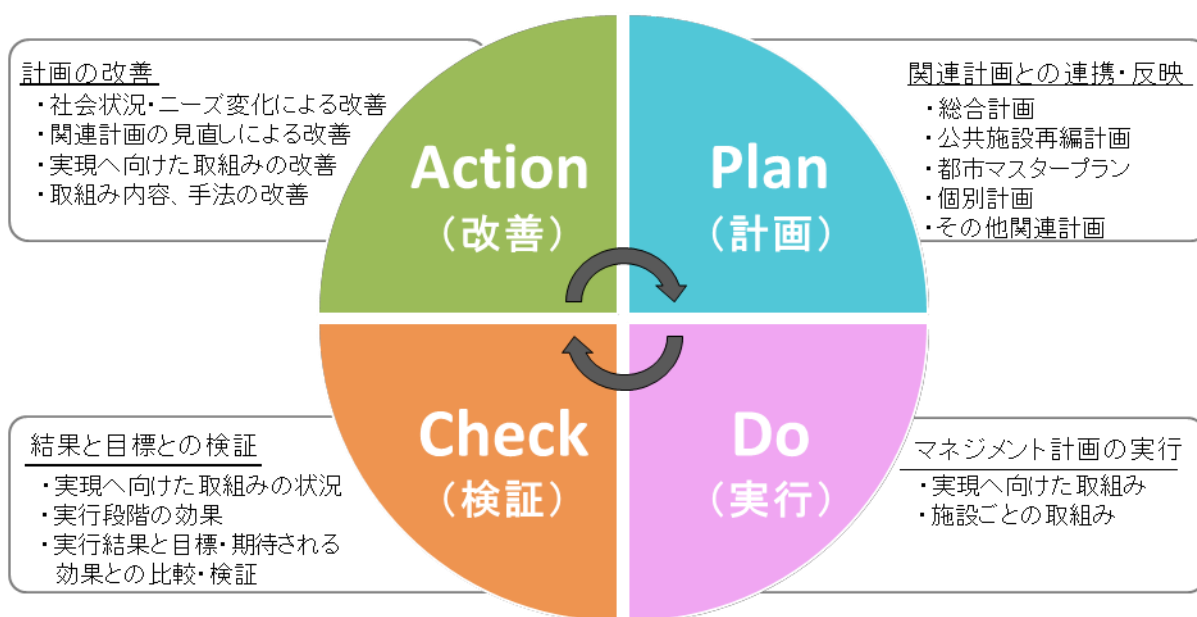 計画の改善
・社会状況・ニーズ変化による改善
・関連計画の見直しによる改善
・実現へ向けた取組みの改善
・取組み内容、手法の改善
Action
（改善）
Plan
（計画）
関連計画との連携・反映
・総合計画
・公共施設再編計画
・都市マスタープラン
・個別計画
・その他関連計画
結果と目標との検証
・実現へ向けた取組みの状況
・実行段階の効果
・実行結果と目標・期待される
効果との比較・検証
Check
（検証）
Do
（実行）
マネジメント計画の実行
・実現へ向けた取組み
・施設ごとの取組み